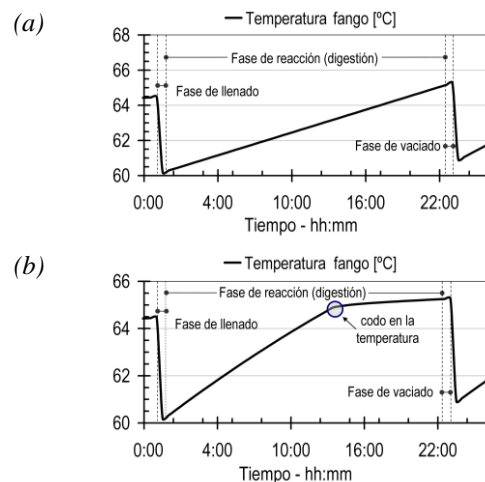 (a)
Temperatura fango [ºC]
68
66
64
62
60
Fase de reacción (digestión)
Fase de llenado
Fase de vaciado
0:00 4:00 10:00 16:00 22:00
Tiempo - hh:mm
(b)
Temperatura fango [ºC]
66
64
62
60
Fase de reacción (digestión)
Fase de llenado
codo en la
temperatura
Fase de vaciado
0:00 4:00 10:00 16:00 22:00
Tiempo - hh:mm